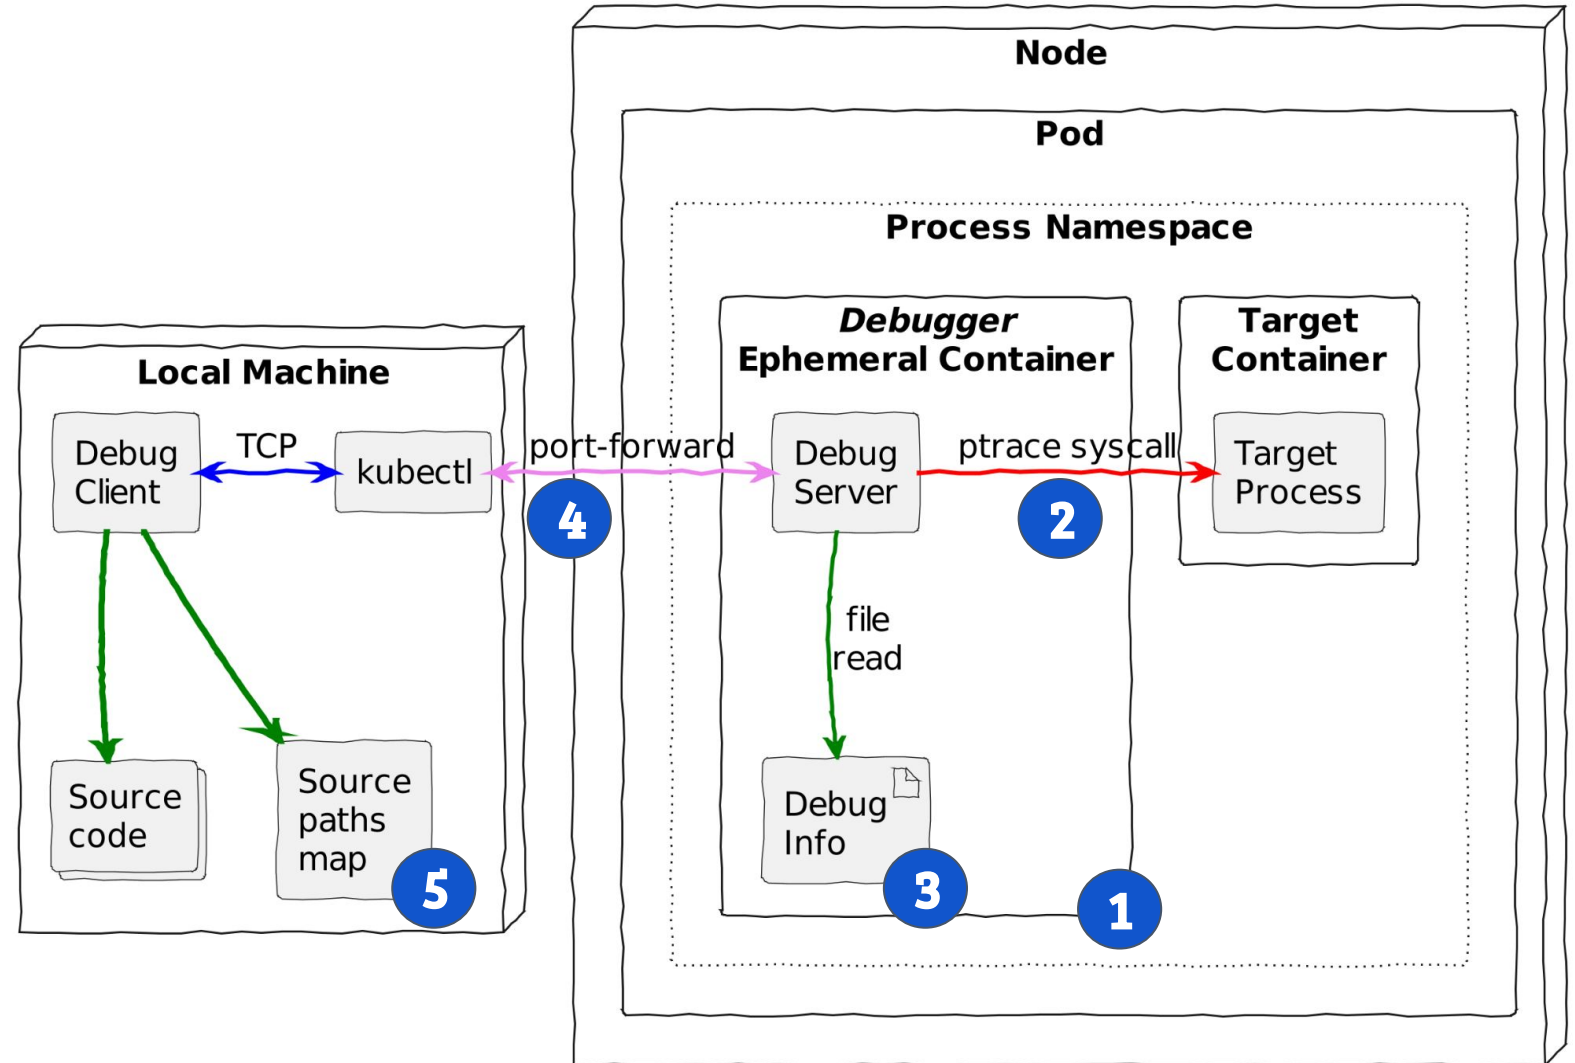 Node
Pod
Process Namespace
Debugger
Ephemeral Container
Target
Container
Local Machine
Debug
Client
TCP
kubectl
port-forward
Debug
Server
ptrace syscall
Target
Process
4
2
file
read
Source
code
Source
paths
map
5
Debug
Info
3
1